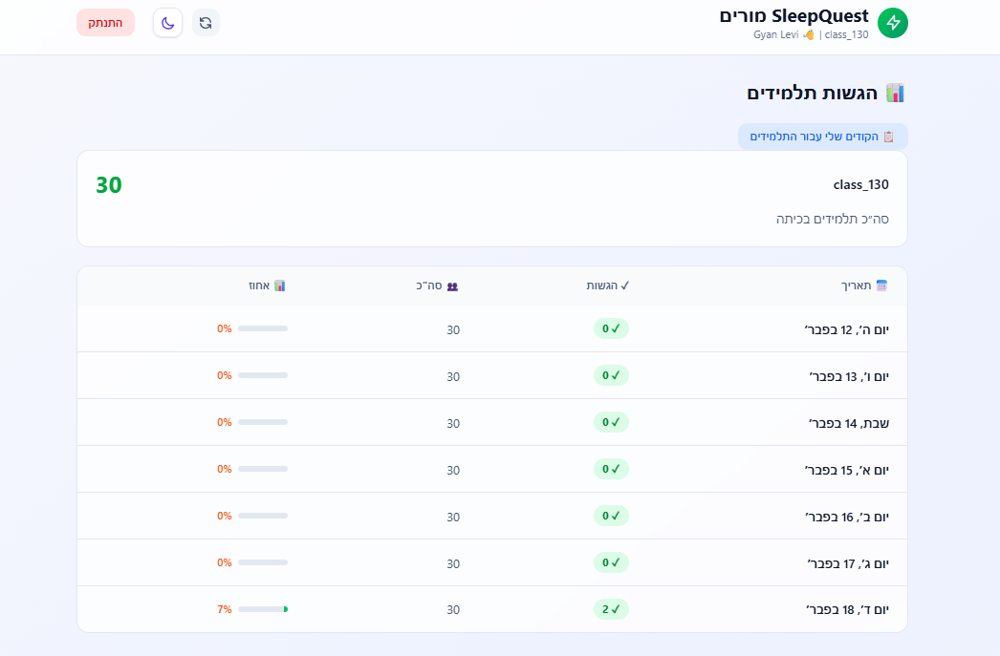 SleepQuest מורים
Gyan Levi 👋 | class_130
התנתק
📊 הגשות תלמידים
📋 הקודים שלי עבור התלמידים
class_130
30
סה״כ תלמידים בכיתה
📅 תאריך ✓ הגשות 👥 סה״כ 📊 אחוז
יום ה׳, 12 בפבר׳ ✓ 0 30 0%
יום ו׳, 13 בפבר׳ ✓ 0 30 0%
שבת, 14 בפבר׳ ✓ 0 30 0%
יום א׳, 15 בפבר׳ ✓ 0 30 0%
יום ב׳, 16 בפבר׳ ✓ 0 30 0%
יום ג׳, 17 בפבר׳ ✓ 0 30 0%
יום ד׳, 18 בפבר׳ ✓ 2 30 7%